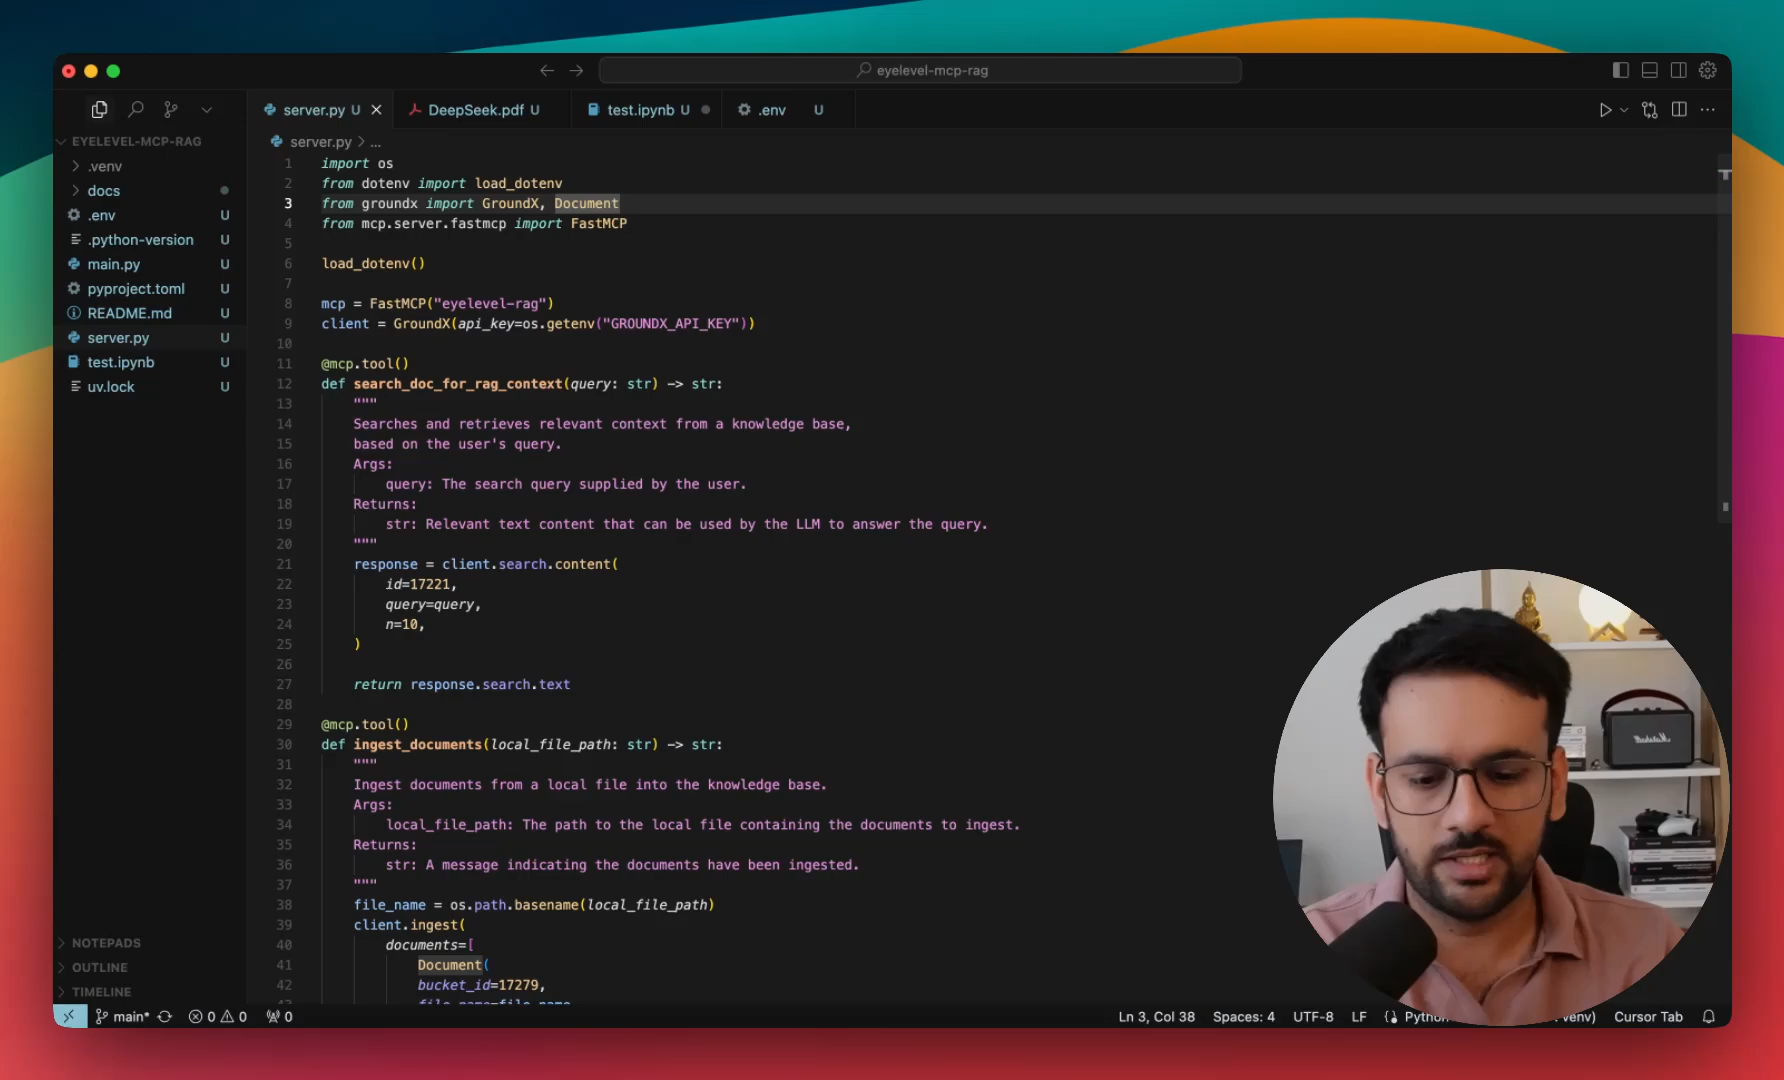 eyelevel-mcp-rag
server.py U
DeepSeek.pdf U
test.ipynb U
.env U
EYELEVEL-MCP-RAG
.venv
docs
.env U
.python-version U
main.py U
pyproject.toml U
README.md U
server.py U
test.ipynb U
uv.lock U
NOTEPADS
OUTLINE
TIMELINE
server.py > ...
1 import os
2 from dotenv import load_dotenv
3 from groundx import GroundX, Document
4 from mcp.server.fastmcp import FastMCP
5
6 load_dotenv()
7
8 mcp = FastMCP("eyelevel-rag")
9 client = GroundX(api_key=os.getenv("GROUNDX_API_KEY"))
10
11 @mcp.tool()
12 def search_doc_for_rag_context(query: str) -> str:
13 """
14 Searches and retrieves relevant context from a knowledge base,
15 based on the user's query.
16 Args:
17 query: The search query supplied by the user.
18 Returns:
19 str: Relevant text content that can be used by the LLM to answer the query.
20 """
21 response = client.search.content(
22 id=17221,
23 query=query,
24 n=10,
25 )
26
27 return response.search.text
28
29 @mcp.tool()
30 def ingest_documents(local_file_path: str) -> str:
31 """
32 Ingest documents from a local file into the knowledge base.
33 Args:
34 local_file_path: The path to the local file containing the documents to ingest.
35 Returns:
36 str: A message indicating the documents have been ingested.
37 """
38 file_name = os.path.basename(local_file_path)
39 client.ingest(
40 documents=[
41 Document(
42 bucket_id=17279,
main* 0 0 0
Ln 3, Col 38 Spaces: 4 UTF-8 LF Cursor Tab